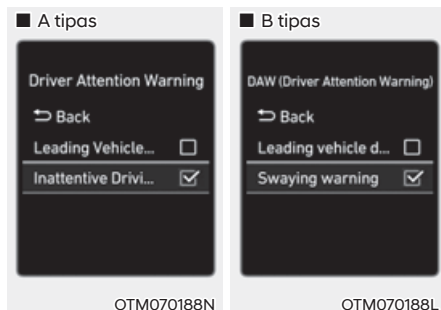 ■ A tipas
Driver Attention Warning
⮌ Back
Leading Vehicle...
Inattentive Drivi...
OTM070188N
■ B tipas
DAW (Driver Attention Warning)
⮌ Back
Leading vehicle d...
Swaying warning
OTM070188L